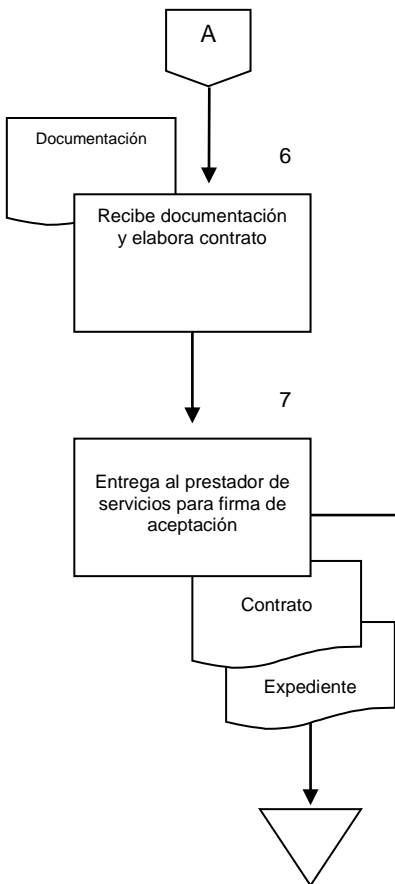 A
Documentación
6
Recibe documentación
y elabora contrato
7
Entrega al prestador de
servicios para firma de
aceptación
Contrato
Expediente